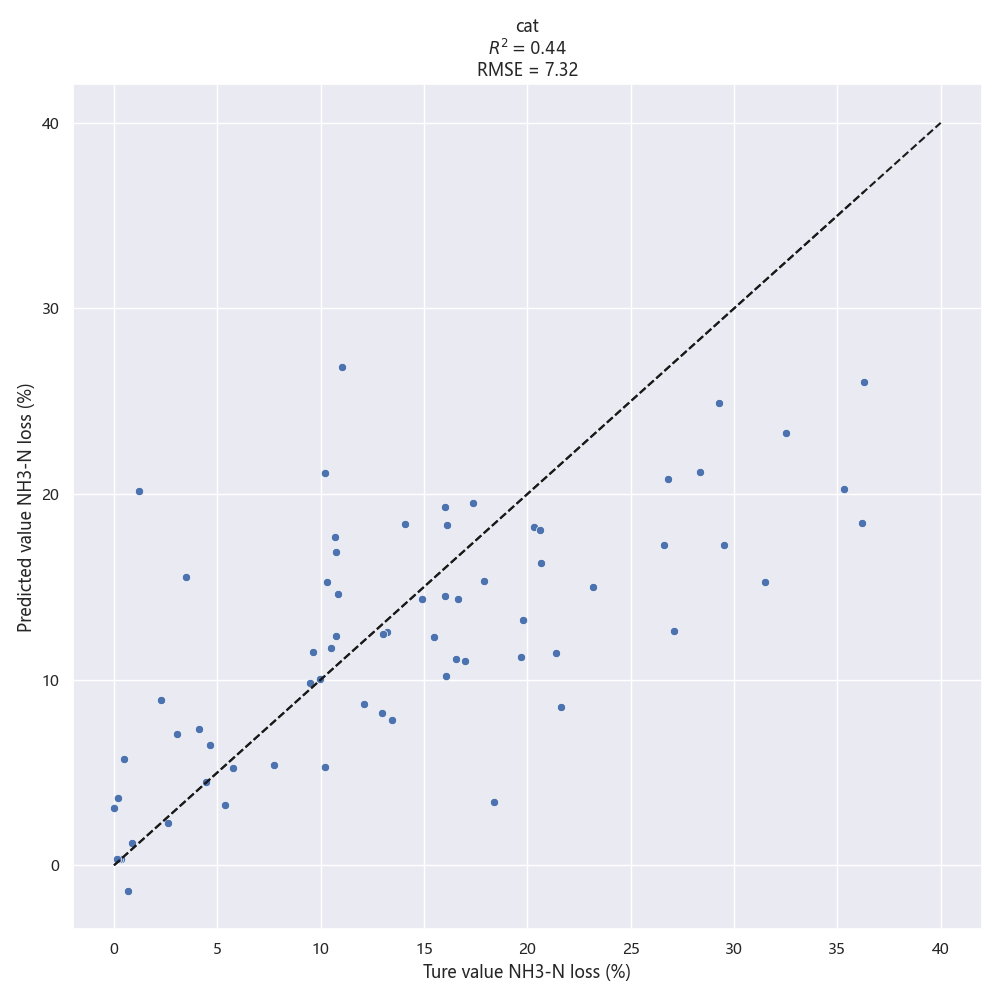 cat
R² = 0.44
RMSE = 7.32
40
30
20
10
0
Predicted value NH3-N loss (%)
0 5 10 15 20 25 30 35 40
Ture value NH3-N loss (%)